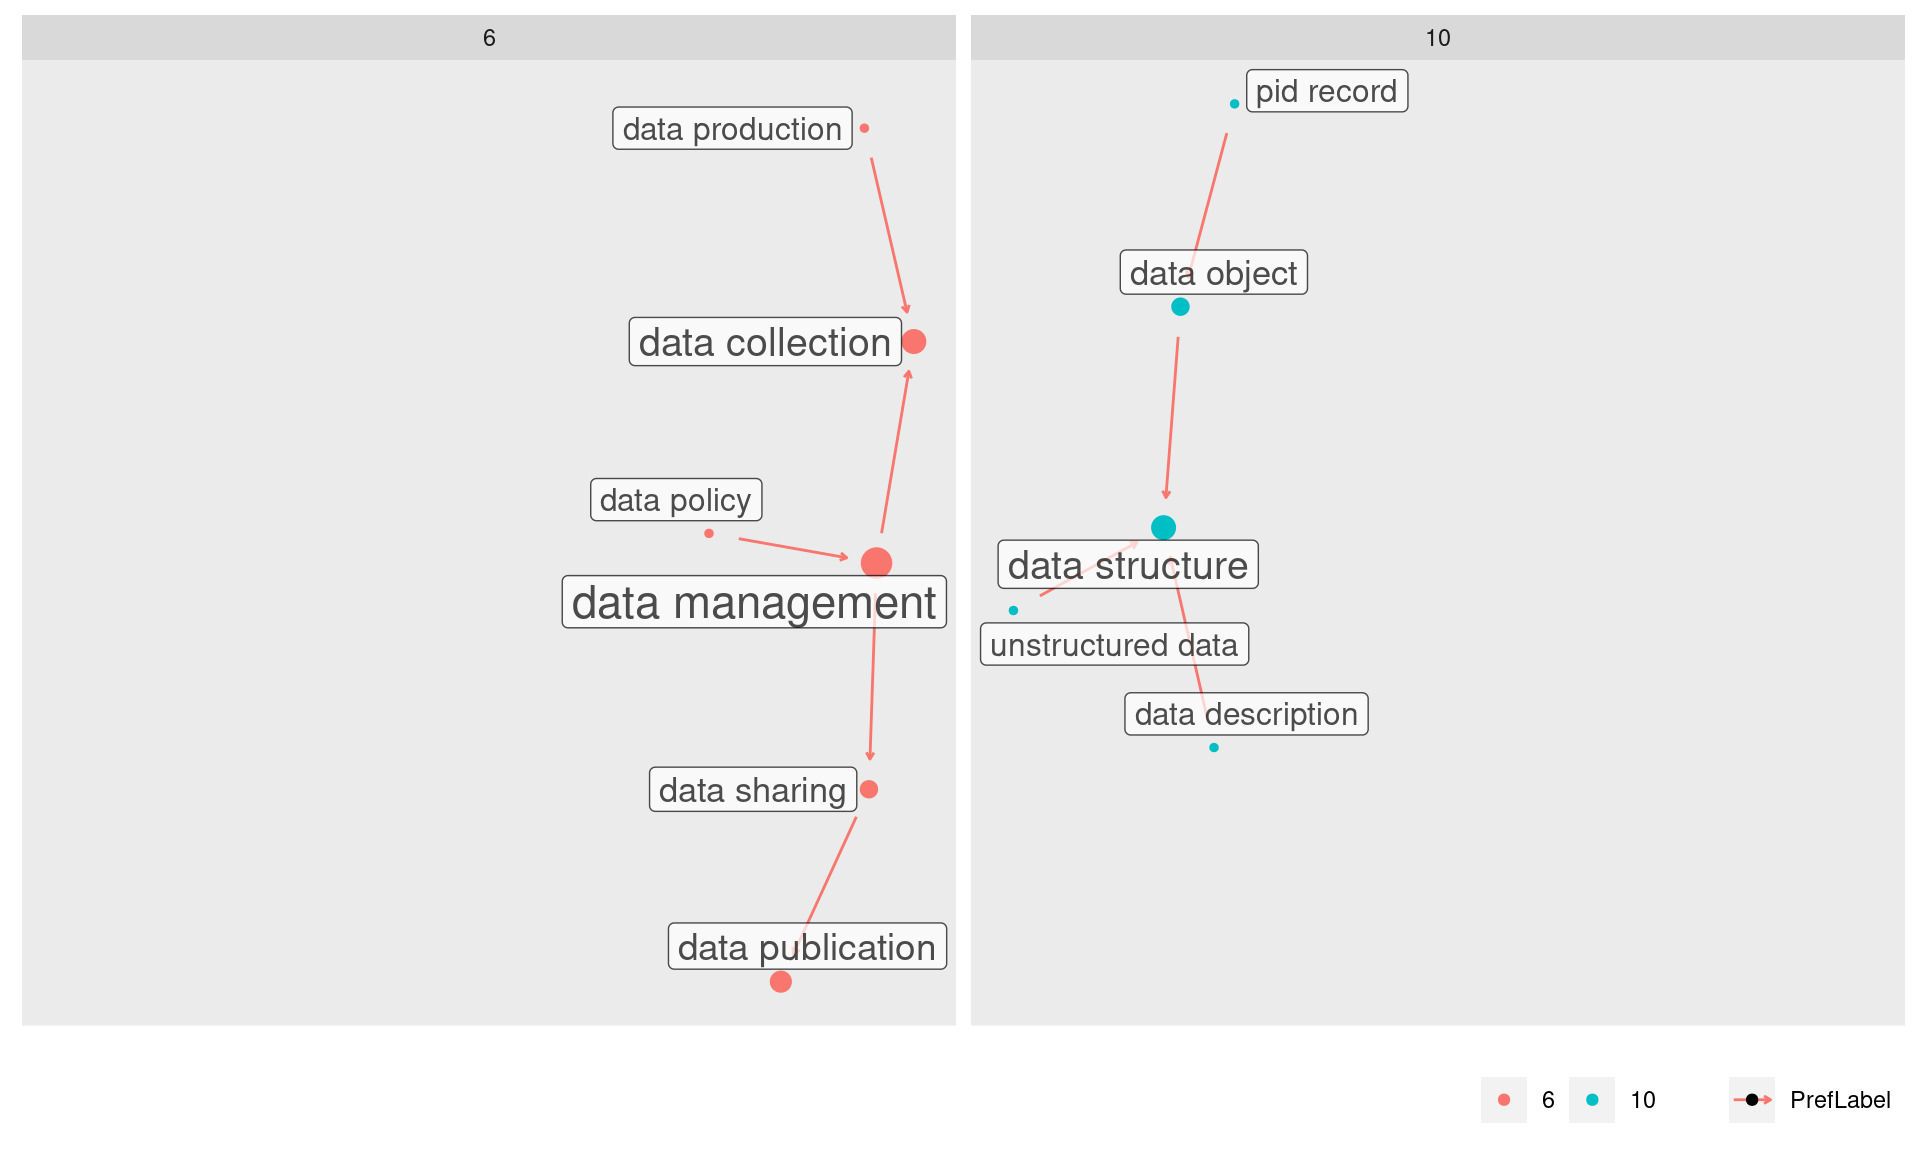 6
data production
data collection
data policy
data management
data sharing
data publication
10
pid record
data object
data structure
unstructured data
data description
6
10
PrefLabel